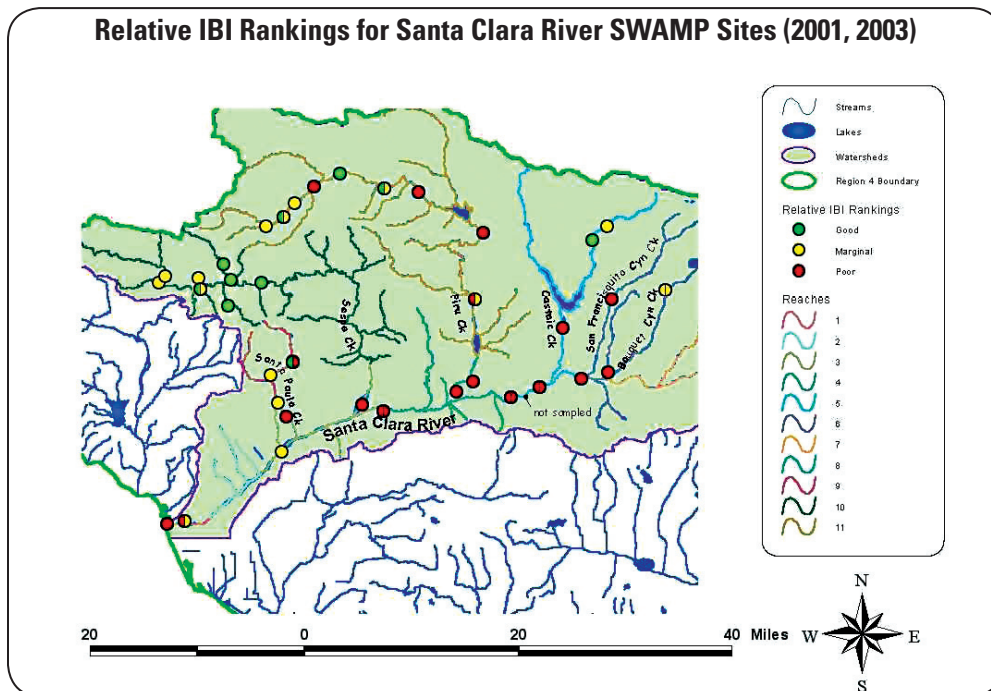 Relative IBI Rankings for Santa Clara River SWAMP Sites (2001, 2003)
Streams
Lakes
Watersheds
Region 4 Boundary
Relative IBI Rankings
Good
Marginal
Poor
Reaches
1
2
3
4
5
6
7
8
9
10
11
Sespe Ck
Piru Ck
Castaic Ck
San Francisquito Cyn Ck
Bouquet Cyn Ck
Santa Paula Ck
Santa Clara River
not sampled
20
0
20
40 Miles
N
W
E
S